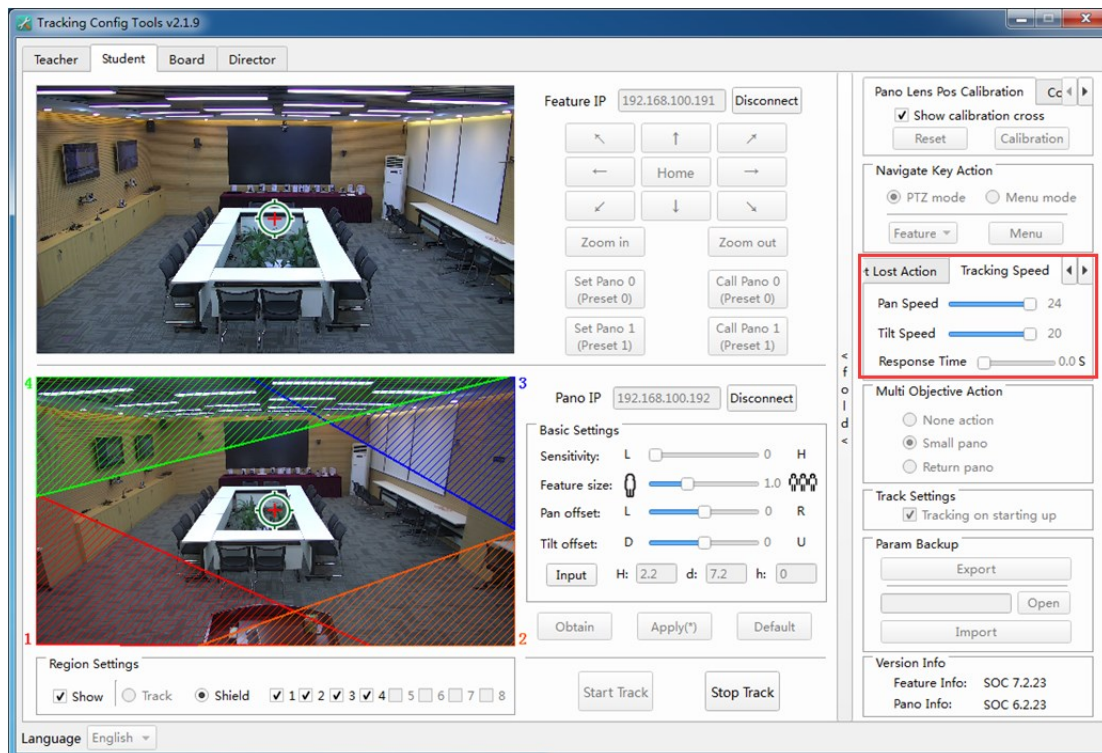 Tracking Config Tools v2.1.9
Teacher Student Board Director
Feature IP 192.168.100.191 Disconnect
↖ ↑ ↗
← Home →
↙ ↓ ↘
Zoom in Zoom out
Set Pano 0 Call Pano 0
(Preset 0) (Preset 0)
Set Pano 1 Call Pano 1
(Preset 1) (Preset 1)
4 3
1 2
Pano IP 192.168.100.192 Disconnect
Basic Settings
Sensitivity: L 0 H
Feature size: 1.0
Pan offset: L 0 R
Tilt offset: D 0 U
Input H: 2.2 d: 7.2 h: 0
Obtain Apply(*) Default
Region Settings
Show Track Shield 1 2 3 4 5 6 7 8
Start Track Stop Track
< f o l d <
Pano Lens Pos Calibration Cc
Show calibration cross
Reset Calibration
Navigate Key Action
PTZ mode Menu mode
Feature Menu
t Lost Action Tracking Speed
Pan Speed 24
Tilt Speed 20
Response Time 0.0 S
Multi Objective Action
None action
Small pano
Return pano
Track Settings
Tracking on starting up
Param Backup
Export
Open
Import
Version Info
Feature Info: SOC 7.2.23
Pano Info: SOC 6.2.23
Language English